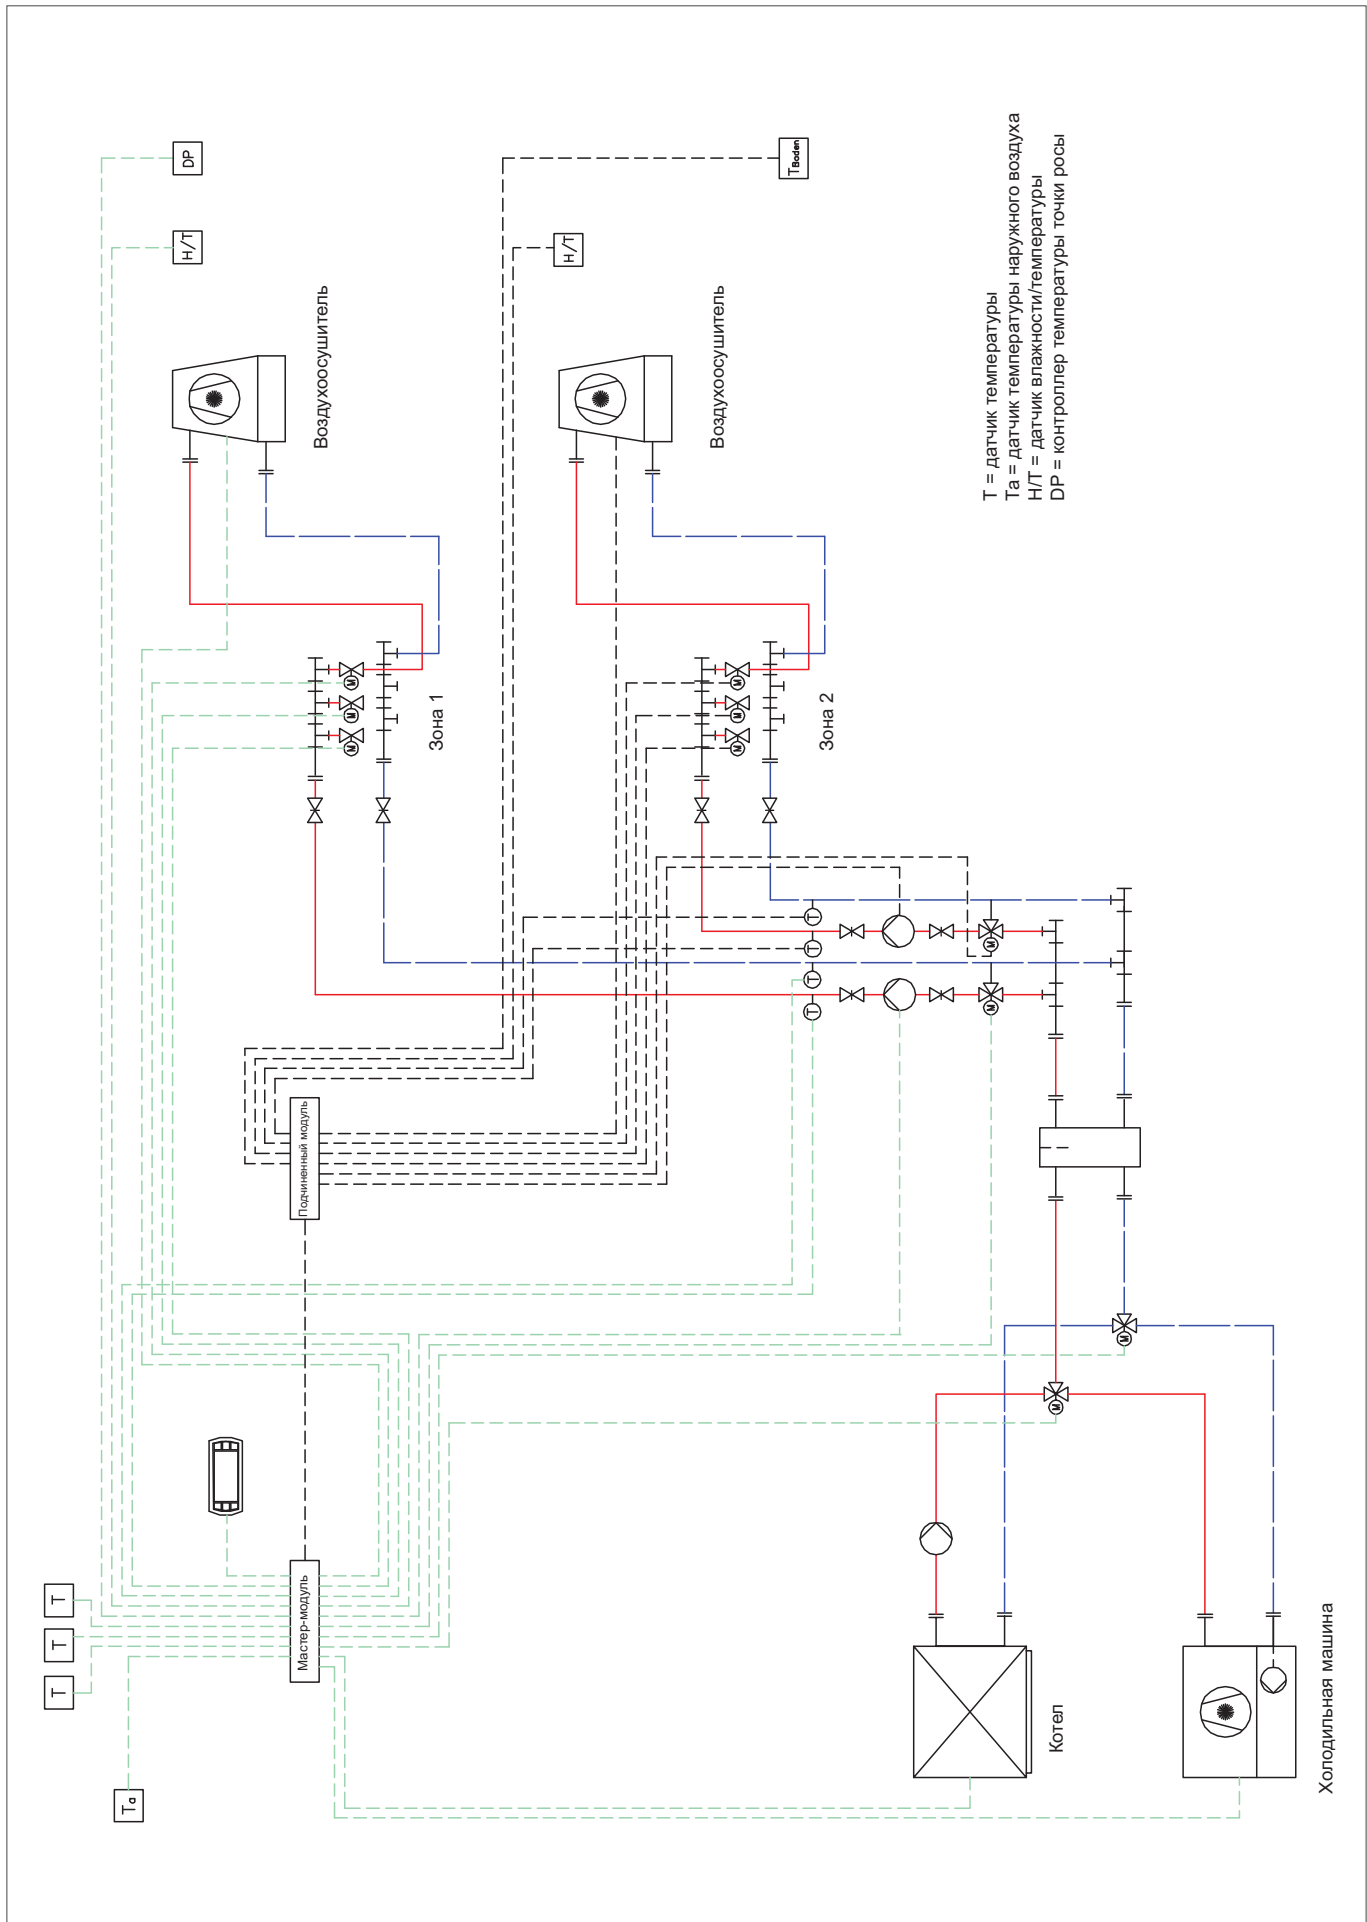 DP
H/T
TBoden
H/T
T = датчик температуры
Ta = датчик температуры наружного воздуха
H/T = датчик влажности/температуры
DP = контроллер температуры точки росы
Воздухоосушитель
Воздухоосушитель
M
M
M
Зона 1
M
M
M
Зона 2
T
T
T
T
M
M
Подчиненный модуль
M
M
T
T
T
Мастер-модуль
Ta
Котел
Холодильная машина